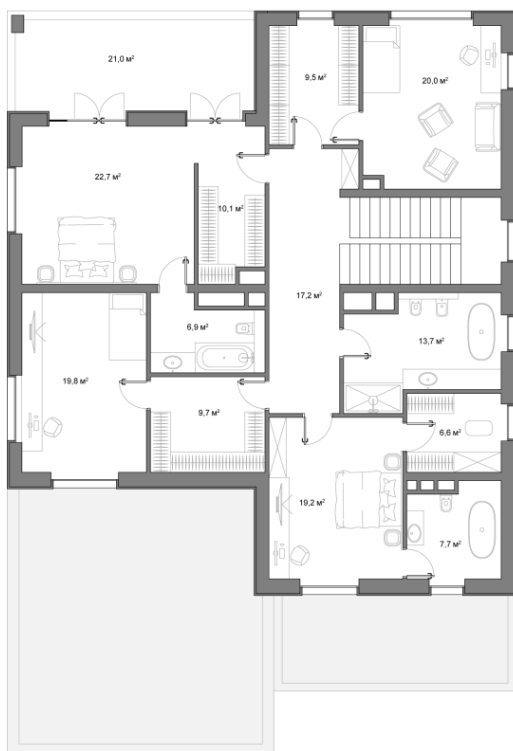 21,0 м²
9,5 м²
20,0 м²
22,7 м²
10,1 м²
17,2 м²
6,9 м²
13,7 м²
19,8 м²
9,7 м²
6,6 м²
19,2 м²
7,7 м²